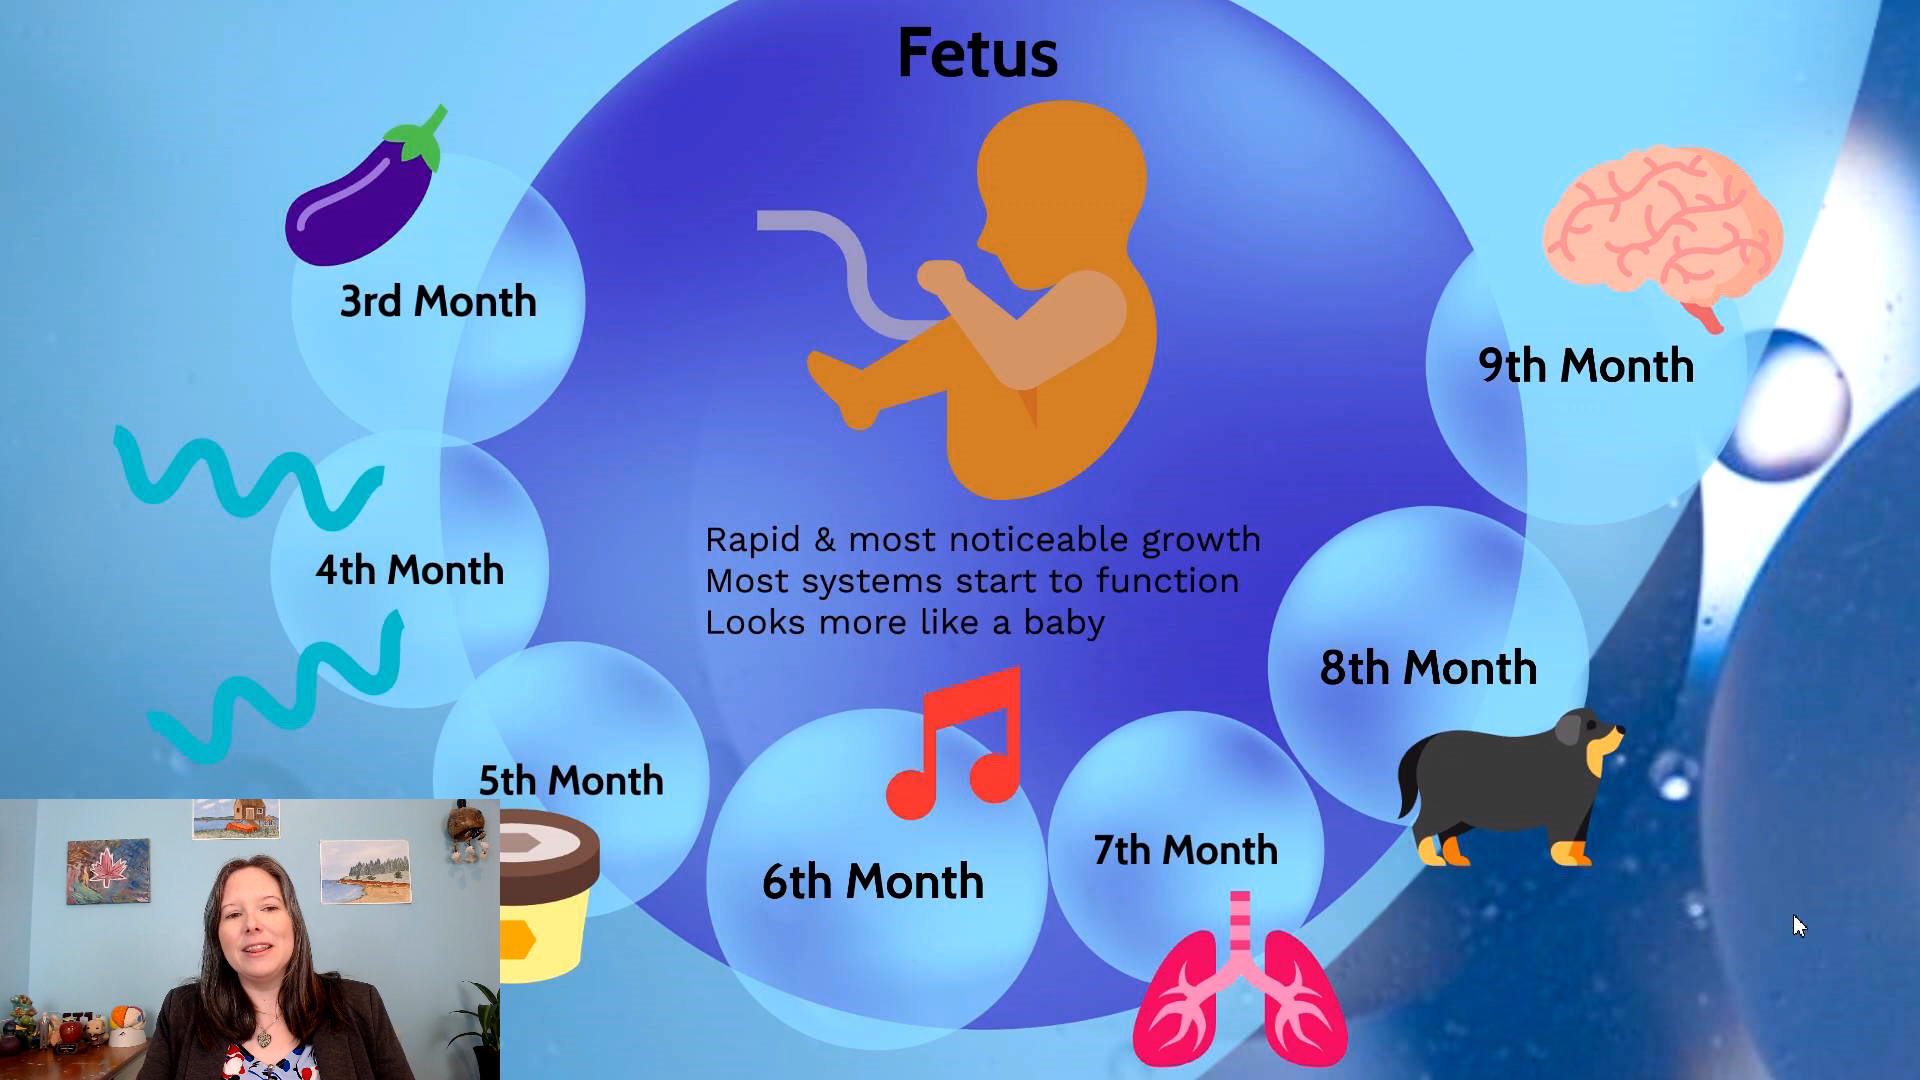 Fetus
3rd Month
4th Month
5th Month
6th Month
7th Month
8th Month
9th Month
Rapid & most noticeable growth
Most systems start to function
Looks more like a baby